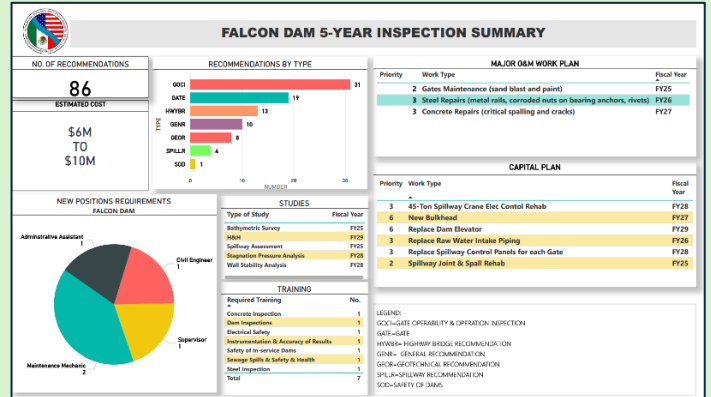 FALCON DAM 5-YEAR INSPECTION SUMMARY
NO. OF RECOMMENDATIONS
86
ESTIMATED COST
$6M
TO
$10M
RECOMMENDATIONS BY TYPE
TYPE
GOCI 31
GATE 19
HWYBR 13
GENR 10
GEOR 8
SPILLR 4
SOD 1
0 10 20 30
NUMBER
MAJOR O&M WORK PLAN
Priority Work Type Fiscal Year
2 Gates Maintenance (sand blast and paint) FY25
3 Steel Repairs (metal rails, corroded nuts on bearing anchors, rivets) FY26
3 Concrete Repairs (critical spalling and cracks) FY27
CAPITAL PLAN
Priority Work Type Fiscal
Year
3 45-Ton Spillway Crane Elec Contol Rehab FY28
6 New Bulkhead FY27
6 Replace Dam Elevator FY29
3 Replace Raw Water Intake Piping FY26
3 Replace Spillway Control Panels for each Gate FY28
2 Spillway Joint & Spall Rehab FY25
NEW POSITIONS REQUIREMENTS
FALCON DAM
Adminstrative Assistant
1
Civil Engineer
1
Supervisor
1
Maintenance Mechanic
2
STUDIES
Type of Study Fiscal Year
Bathymetric Survey FY25
H&H FY29
Spillway Assessment FY25
Stagnation Pressure Analysis FY28
Wall Stability Analysis FY28
TRAINING
Required Training No.
Concrete Inspection 1
Dam Inspections 1
Electrical Safety 1
Instrumentation & Accuracy of Results 1
Safety of in-service Dams 1
Sewage Spills & Safety & Health 1
Steel Inspection 1
Total 7
LEGEND:
GOCI=GATE OPERABILITY & OPERATION INSPECTION
GATE=GATE
HYWBR= HIGHWAY BRIDGE RECOMMENDATION
GENR= GENERAL RECOMMENDATION
GEOR=GEOTECHNICAL RECOMMENDATION
SPILLR=SPILLWAY RECOMMENDATION
SOD=SAFETY OF DAMS